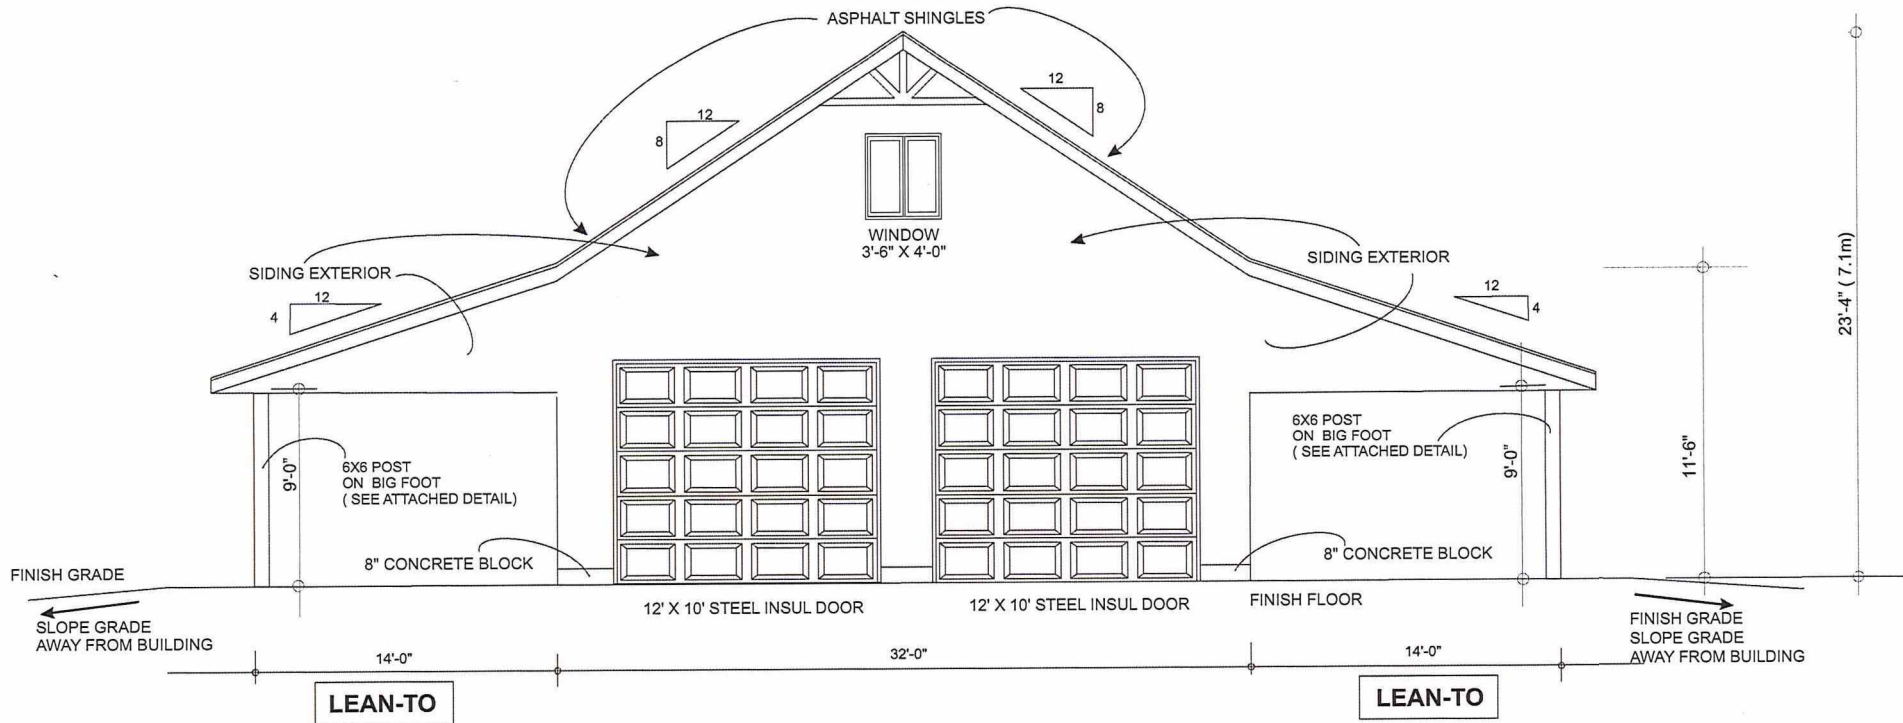 ASPHALT SHINGLES
12
8
12
8
WINDOW
3'-6" X 4'-0"
SIDING EXTERIOR
SIDING EXTERIOR
12
4
12
4
23'-4" ( 7.1m)
11'-6"
9'-0"
6X6 POST
ON BIG FOOT
( SEE ATTACHED DETAIL)
6X6 POST
ON BIG FOOT
( SEE ATTACHED DETAIL)
9'-0"
8" CONCRETE BLOCK
8" CONCRETE BLOCK
FINISH GRADE
SLOPE GRADE
AWAY FROM BUILDING
12' X 10' STEEL INSUL DOOR
12' X 10' STEEL INSUL DOOR
FINISH FLOOR
FINISH GRADE
SLOPE GRADE
AWAY FROM BUILDING
14'-0"
32'-0"
14'-0"
LEAN-TO
LEAN-TO